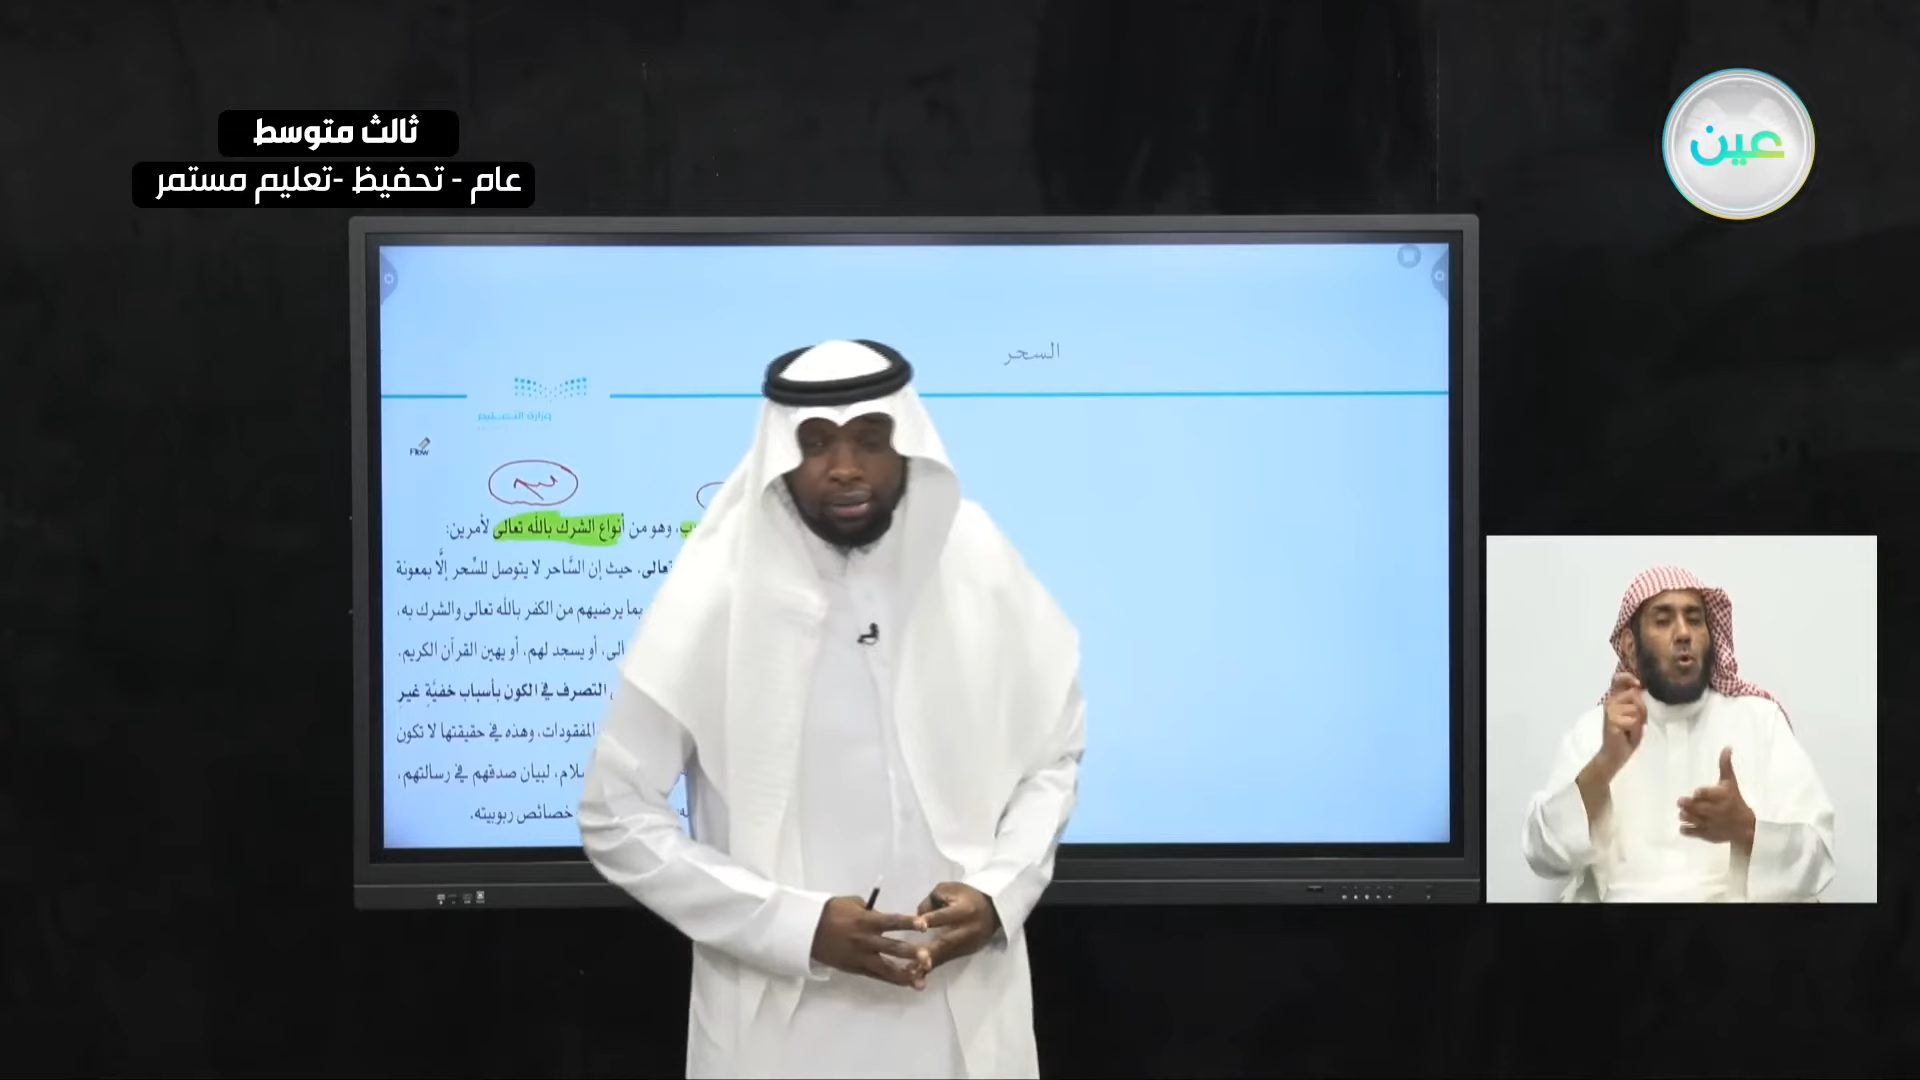 ثالث متوسط
عام - تحفيظ -تعليم مستمر
عين
السحر
وزارة التعليم
Flow
وهو من أنواع الشرك بالله تعالى لأمرين:
تعالى، حيث إن السَّاحر لا يتوصل للسِّحر إلَّا بمعونة
بما يرضيهم من الكفر بالله تعالى والشرك به،
أو يسجد لهم، أو يهين القرآن الكريم.
التصرف في الكون بأسباب خفيَّةٍ غير
المفقودات، وهذه في حقيقتها لا تكون
لبيان صدقهم في رسالتهم،
خصائص ربوبيته.